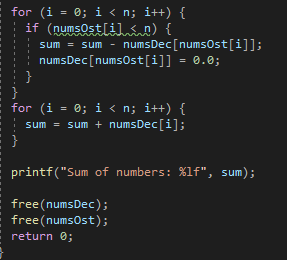 for (i = 0; i < n; i++) {
if (numsOst[i] < n) {
sum = sum - numsDec[numsOst[i]];
numsDec[numsOst[i]] = 0.0;
}
}
for (i = 0; i < n; i++) {
sum = sum + numsDec[i];
}
printf("Sum of numbers: %lf", sum);
free(numsDec);
free(numsOst);
return 0;
}